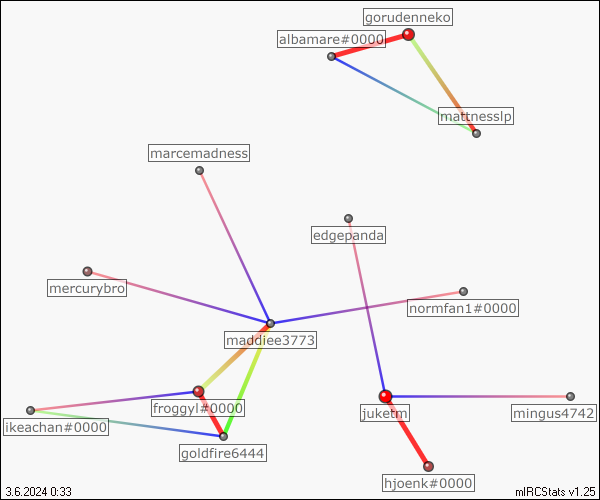 gorudenneko
albamare#0000
mattnesslp
marcemadness
edgepanda
mercurybro
normfan1#0000
maddiee3773
froggyl#0000
juketm
mingus4742
ikeachan#0000
goldfire6444
hjoenk#0000
3.6.2024 0:33
mIRCStats v1.25